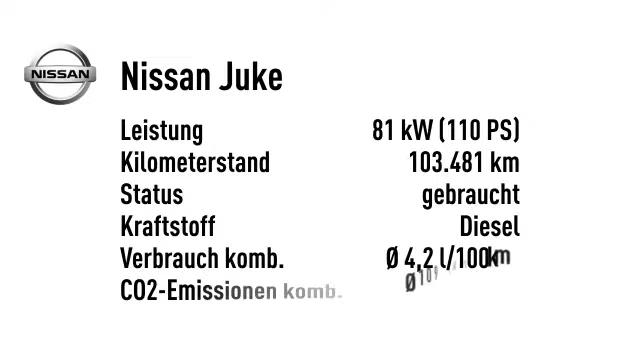 NISSAN
Nissan Juke
Leistung 81 kW (110 PS)
Kilometerstand 103.481 km
Status gebraucht
Kraftstoff Diesel
Verbrauch komb. Ø 4,2 l/100km
CO2-Emissionen komb. Ø 109